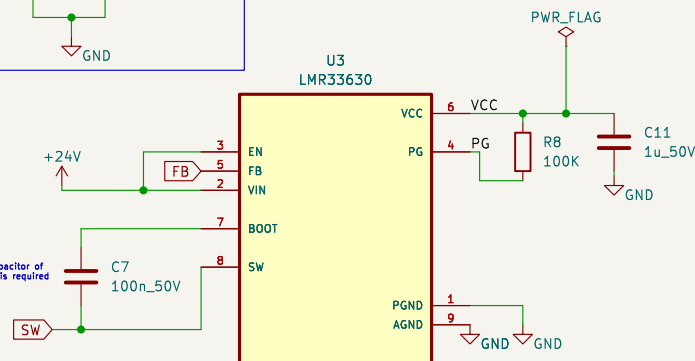 PWR_FLAG
GND
U3
LMR33630
VCC
6
VCC
3
EN
PG
4
PG
R8
100K
C11
1u_50V
+24V
FB
5
FB
2
VIN
GND
7
BOOT
pacitor of
is required
C7
100n_50V
8
SW
PGND
1
SW
AGND
9
GND
GND